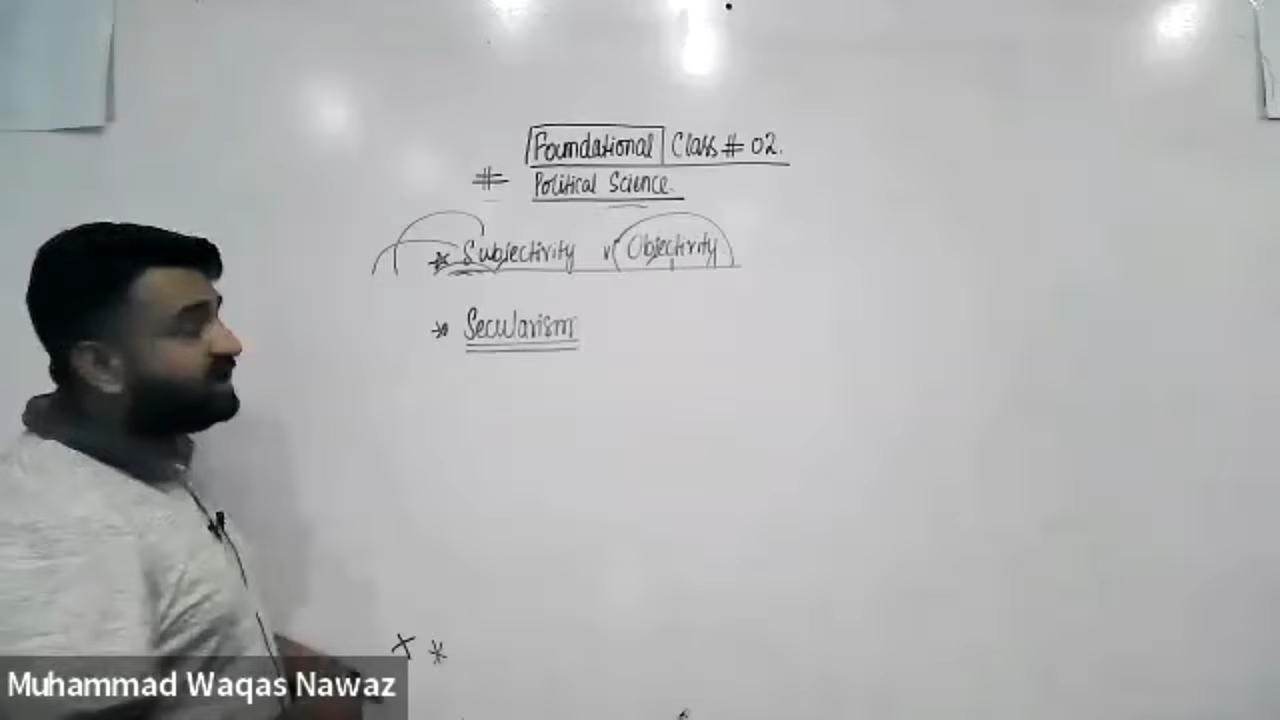 Foundational Class # 02.
# Political Science.
* Subjectivity v Objectivity
* Secularism
x *
Muhammad Waqas Nawaz